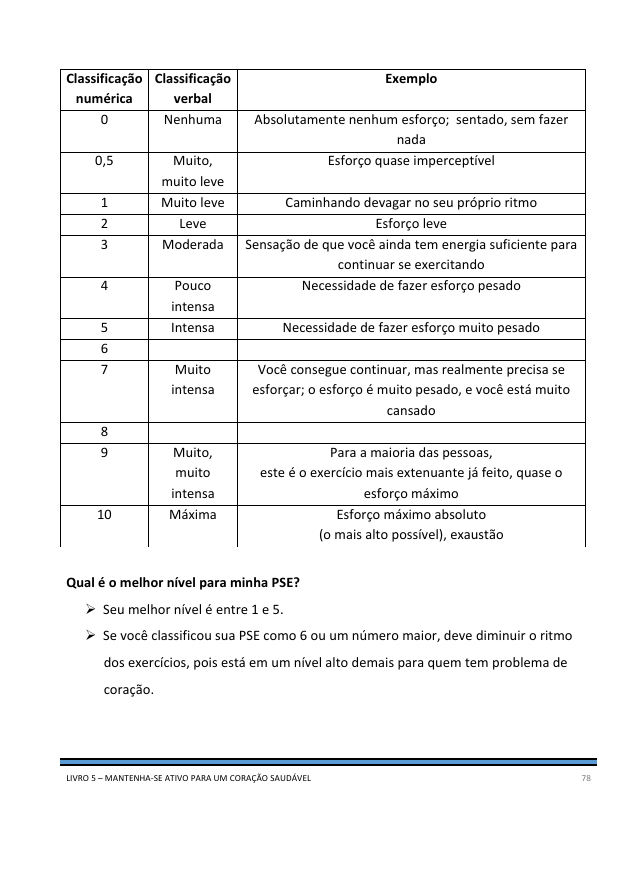 Classificação numérica Classificação verbal Exemplo
0 Nenhuma Absolutamente nenhum esforço; sentado, sem fazer
nada
0,5 Muito, Esforço quase imperceptível
muito leve
1 Muito leve Caminhando devagar no seu próprio ritmo
2 Leve Esforço leve
3 Moderada Sensação de que você ainda tem energia suficiente para
continuar se exercitando
4 Pouco Necessidade de fazer esforço pesado
intensa
5 Intensa Necessidade de fazer esforço muito pesado
6
7 Muito Você consegue continuar, mas realmente precisa se
intensa esforçar; o esforço é muito pesado, e você está muito
cansado
8
9 Muito, Para a maioria das pessoas,
muito este é o exercício mais extenuante já feito, quase o
intensa esforço máximo
10 Máxima Esforço máximo absoluto
(o mais alto possível), exaustão
Qual é o melhor nível para minha PSE?
➢ Seu melhor nível é entre 1 e 5.
➢ Se você classificou sua PSE como 6 ou um número maior, deve diminuir o ritmo
dos exercícios, pois está em um nível alto demais para quem tem problema de
coração.
LIVRO 5 – MANTENHA-SE ATIVO PARA UM CORAÇÃO SAUDÁVEL 78